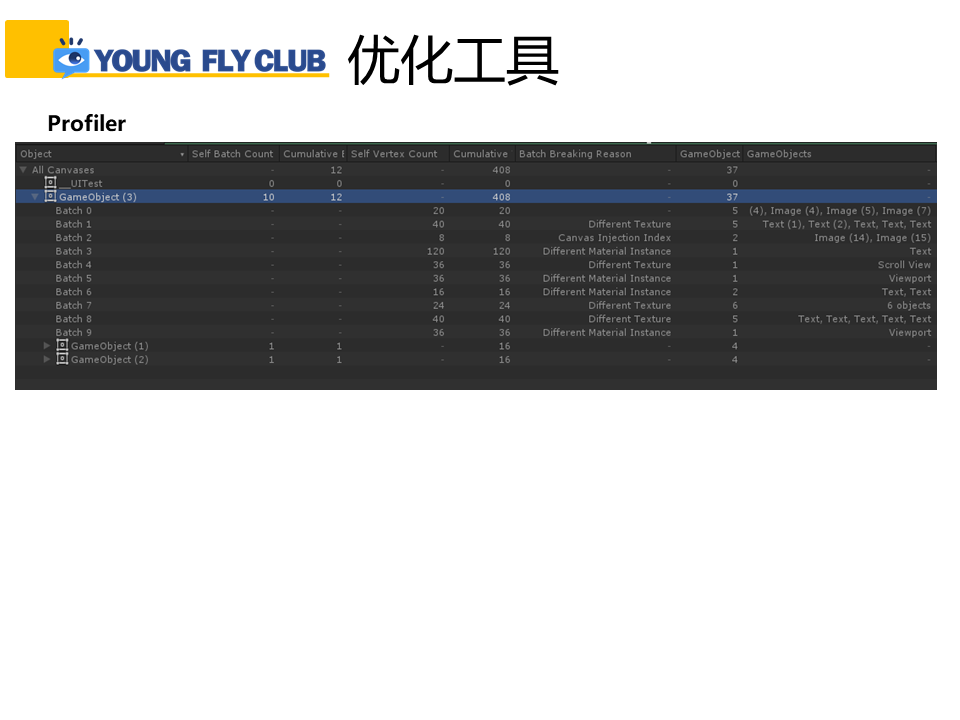 YOUNG FLY CLUB 优化工具
Profiler
Object Self Batch Count Cumulative E Self Vertex Count Cumulative Batch Breaking Reason GameObject GameObjects
All Canvases - 12 - 408 - 37 -
__UITest 0 0 - 0 - 0 -
GameObject (3) 10 12 - 408 - 37 -
Batch 0 - - 20 20 - 5 (4), Image (4), Image (5), Image (7)
Batch 1 - - 40 40 Different Texture 5 Text (1), Text (2), Text, Text, Text
Batch 2 - - 8 8 Canvas Injection Index 2 Image (14), Image (15)
Batch 3 - - 120 120 Different Material Instance 1 Text
Batch 4 - - 36 36 Different Texture 1 Scroll View
Batch 5 - - 36 36 Different Material Instance 1 Viewport
Batch 6 - - 16 16 Different Material Instance 2 Text, Text
Batch 7 - - 24 24 Different Texture 6 6 objects
Batch 8 - - 40 40 Different Texture 5 Text, Text, Text, Text, Text
Batch 9 - - 36 36 Different Material Instance 1 Viewport
GameObject (1) 1 1 - 16 - 4 -
GameObject (2) 1 1 - 16 - 4 -